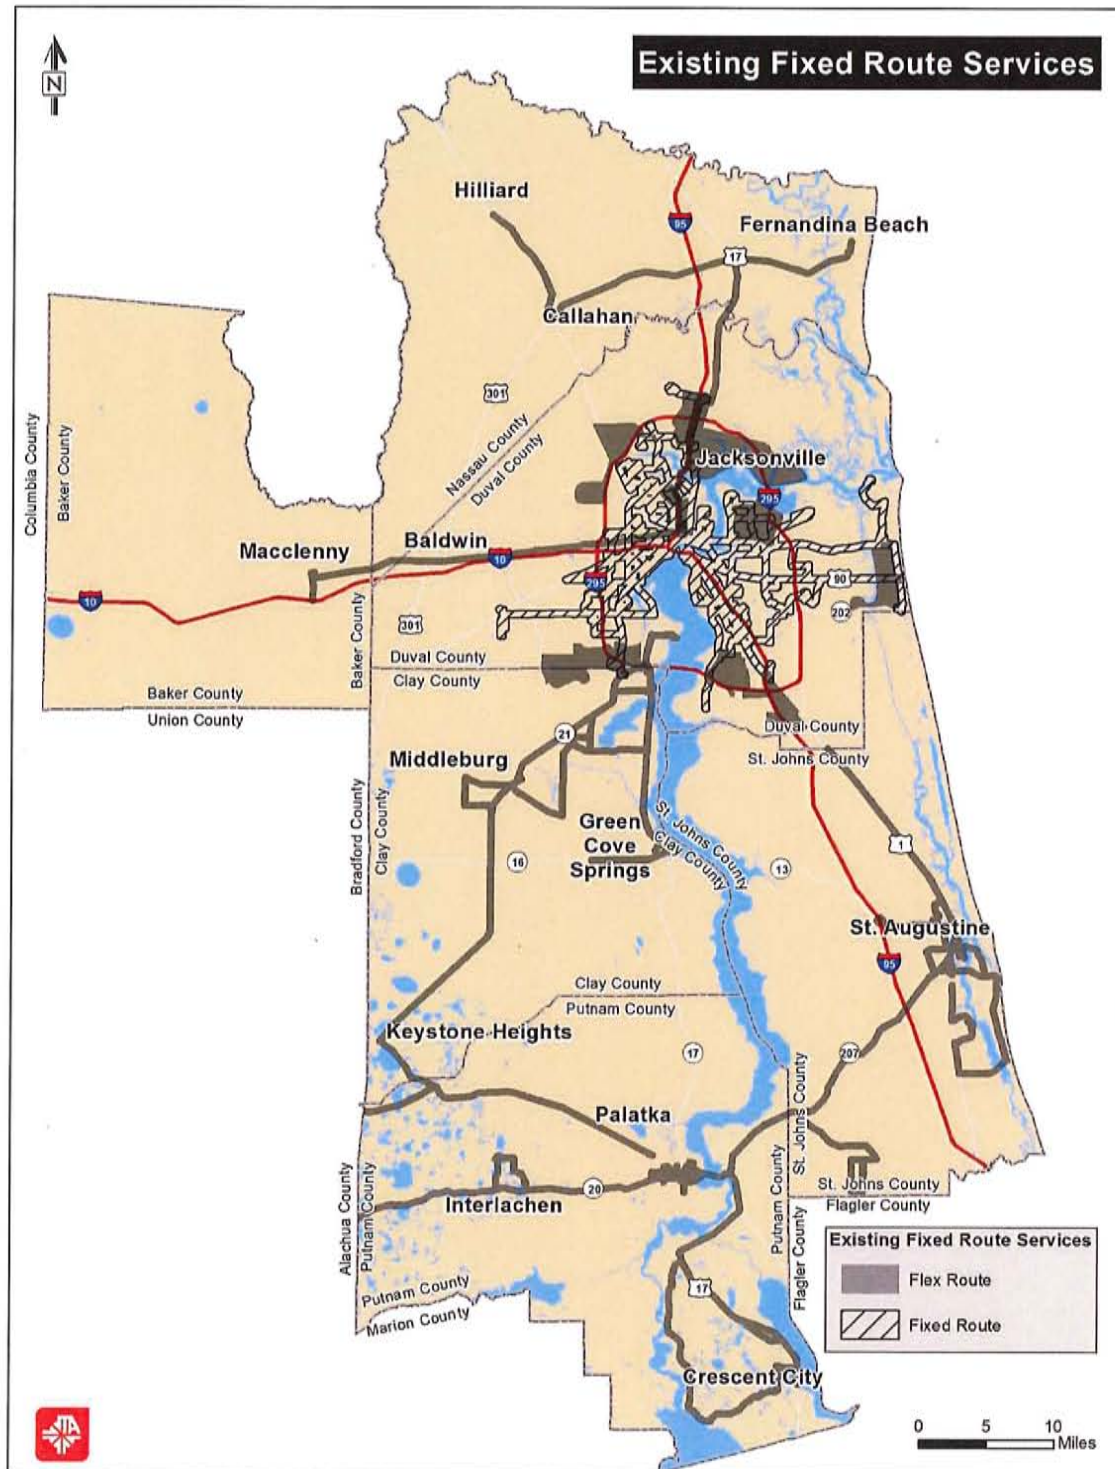 Existing Fixed Route Services
N
Hilliard
95
Fernandina Beach
17
Callahan
301
Nassau County
Duval County
Columbia County
Baker County
Jacksonville
295
Macclenny
Baldwin
10
10
295
90
202
301
Baker County
Duval County
Duval County
Clay County
Baker County
Union County
Duval County
St. Johns County
21
Middleburg
Bradford County
Clay County
Green
Cove
Springs
St. Johns County
Clay County
16
13
1
St. Augustine
95
Clay County
Putnam County
Keystone Heights
17
207
Palatka
Putnam County
St. Johns County
Alachua County
Putnam County
Interlachen
20
St. Johns County
Flagler County
Putnam County
Flagler County
Putnam County
Marion County
17
Crescent City
Existing Fixed Route Services
Flex Route
Fixed Route
0 5 10
Miles
JTA